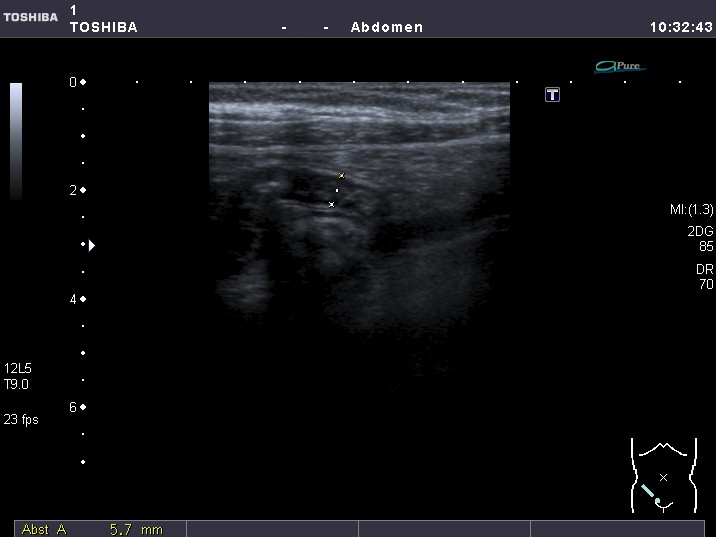 TOSHIBA
1
TOSHIBA - - Abdomen 10:32:43
aPure
T
0
2
4
6
MI:(1.3)
2DG
85
DR
70
12L5
T9.0
23 fps
Abst A 5.7 mm